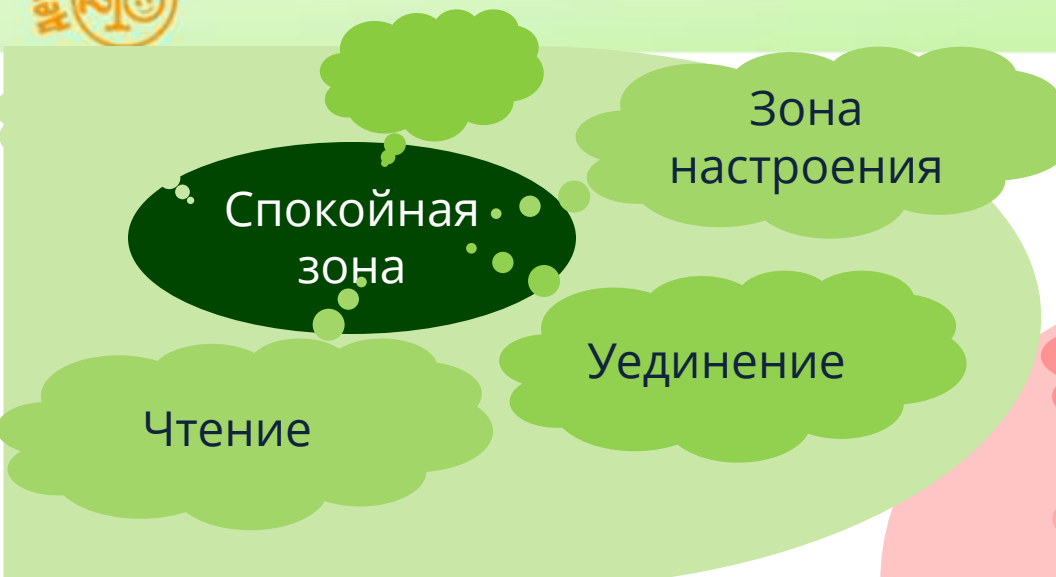 Зона
настроения
Спокойная
зона
Уединение
Чтение